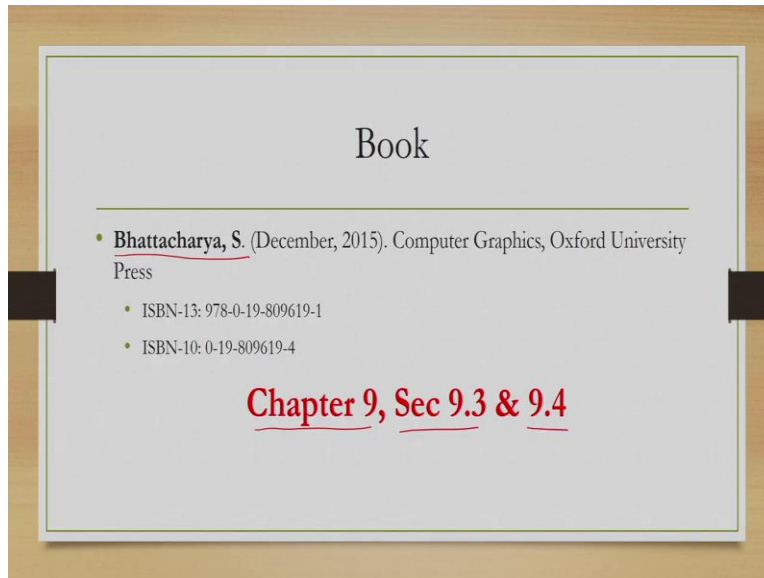 Book
• Bhattacharya, S. (December, 2015). Computer Graphics, Oxford University
Press
• ISBN-13: 978-0-19-809619-1
• ISBN-10: 0-19-809619-4
Chapter 9, Sec 9.3 & 9.4